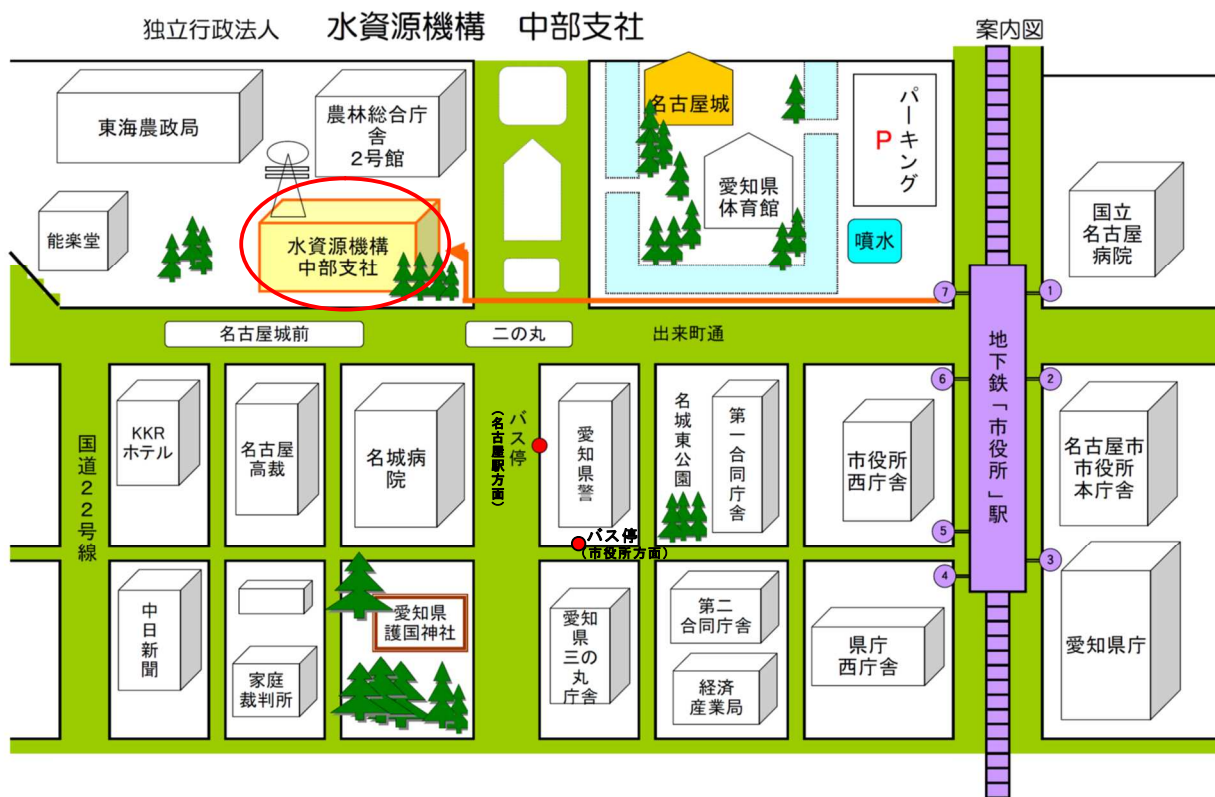 独立行政法人 水資源機構 中部支社
案内図
東海農政局
農林総合庁
舎
2号館
名古屋城
パーキング
P
愛知県
体育館
国立
名古屋
病院
能楽堂
水資源機構
中部支社
噴水
7
1
名古屋城前
二の丸
出来町通
地下鉄「市役所」駅
6
2
国道22号線
KKR
ホテル
名古屋
高裁
名城病
院
バス停
(名古屋駅方面)
愛知県警
名城東公園
第一合同庁舎
市役所
西庁舎
名古屋市
市役所
本庁舎
5
バス停
(市役所方面)
3
4
中日新聞
家庭
裁判所
愛知県
護国神社
愛知
県
三の丸
庁舎
第二
合同庁舎
経済
産業局
県庁
西庁舎
愛知県庁